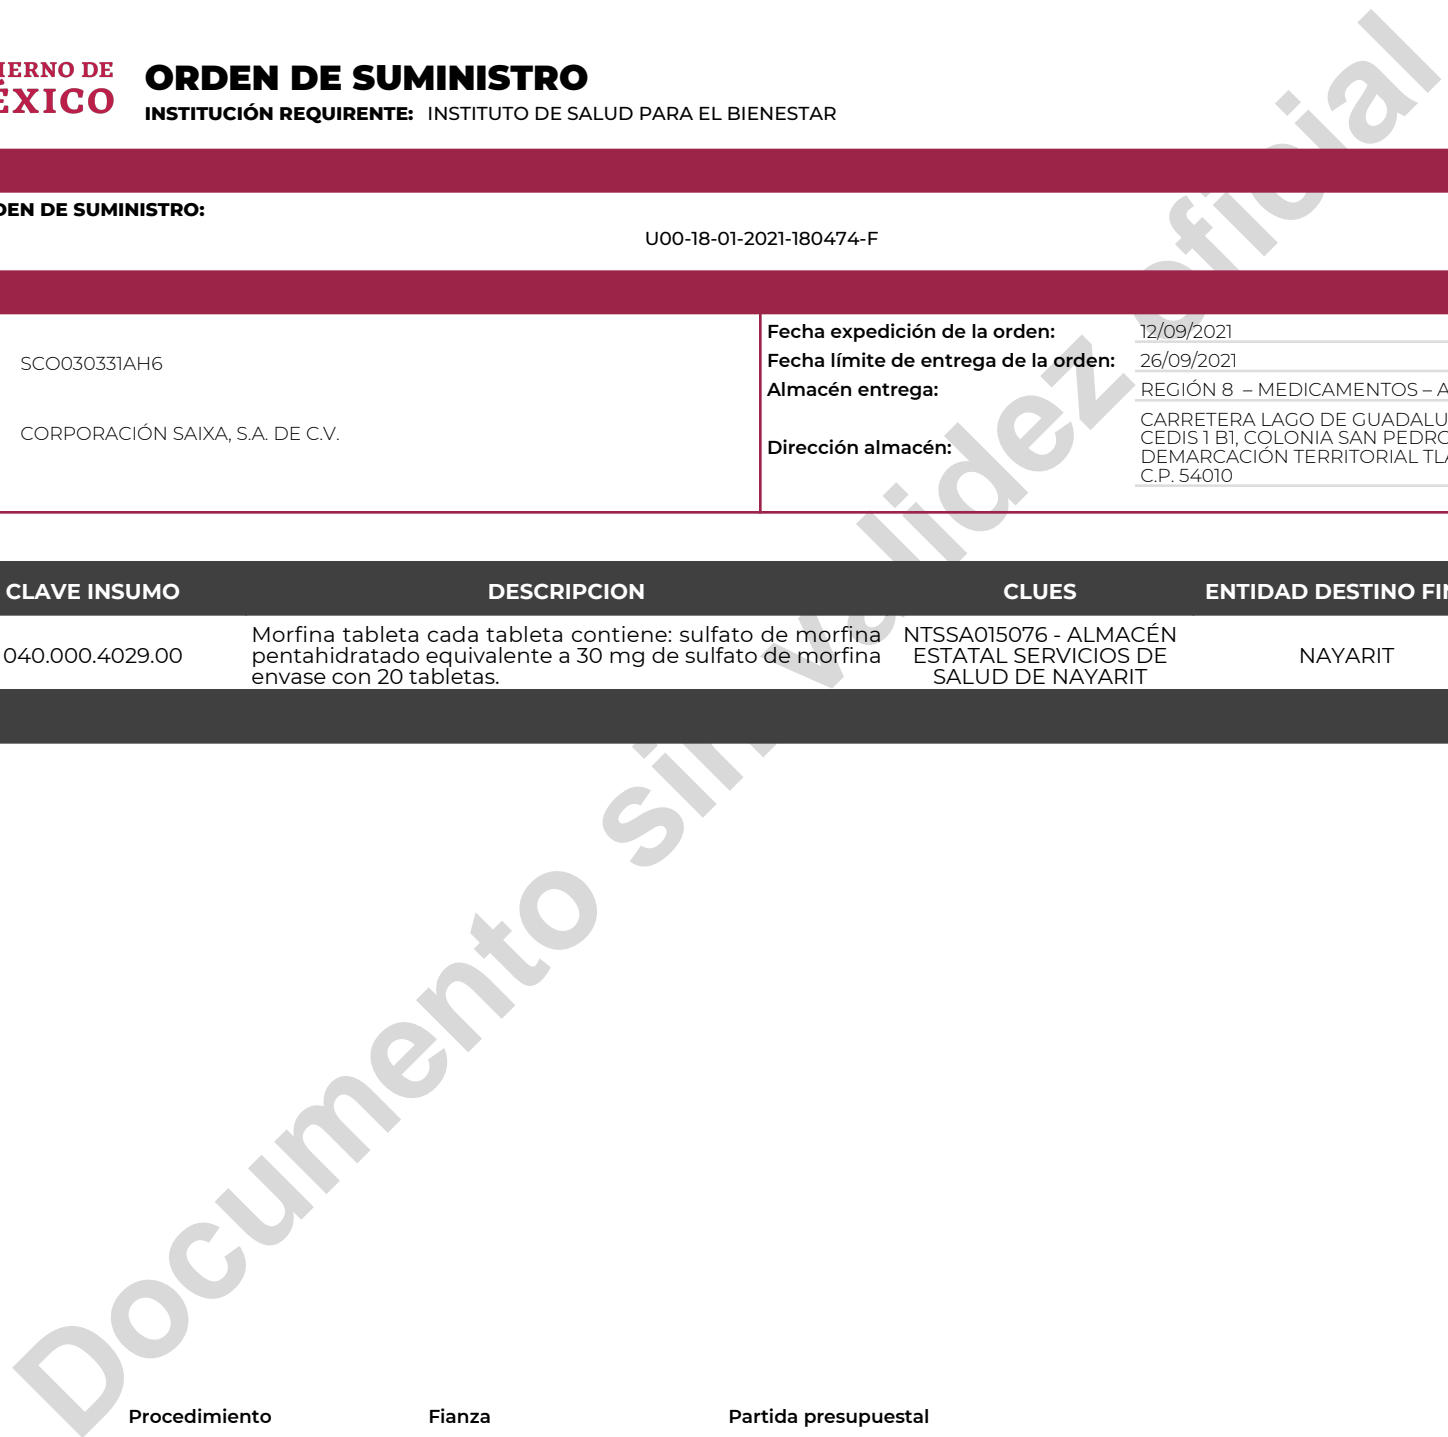 IERNO DE
ÉXICO
ORDEN DE SUMINISTRO
INSTITUCIÓN REQUIRENTE: INSTITUTO DE SALUD PARA EL BIENESTAR
DEN DE SUMINISTRO:
U00-18-01-2021-180474-F
SCO030331AH6
CORPORACIÓN SAIXA, S.A. DE C.V.
Fecha expedición de la orden: 12/09/2021
Fecha límite de entrega de la orden: 26/09/2021
Almacén entrega: REGIÓN 8 – MEDICAMENTOS – A
Dirección almacén:
CARRETERA LAGO DE GUADALU
CEDIS 1 B1, COLONIA SAN PEDRO
DEMARCACIÓN TERRITORIAL TLA
C.P. 54010
CLAVE INSUMO DESCRIPCION CLUES ENTIDAD DESTINO FIN
040.000.4029.00
Morfina tableta cada tableta contiene: sulfato de morfina
pentahidratado equivalente a 30 mg de sulfato de morfina
envase con 20 tabletas.
NTSSA015076 - ALMACÉN
ESTATAL SERVICIOS DE
SALUD DE NAYARIT
NAYARIT
Documento sin validez oficial
Procedimiento Fianza Partida presupuestal